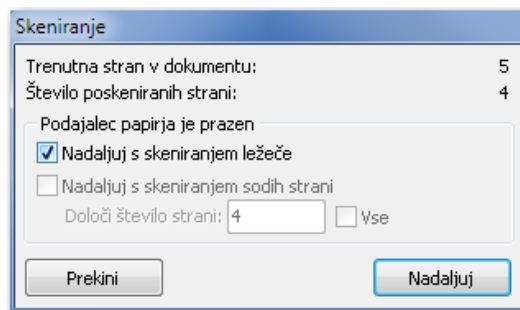 Skeniranje
Trenutna stran v dokumentu: 5
Število poskeniranih strani: 4
Podajalec papirja je prazen
Nadaljuj s skeniranjem ležeče
Nadaljuj s skeniranjem sodih strani
Določi število strani: 4 Vse
Prekini Nadaljuj